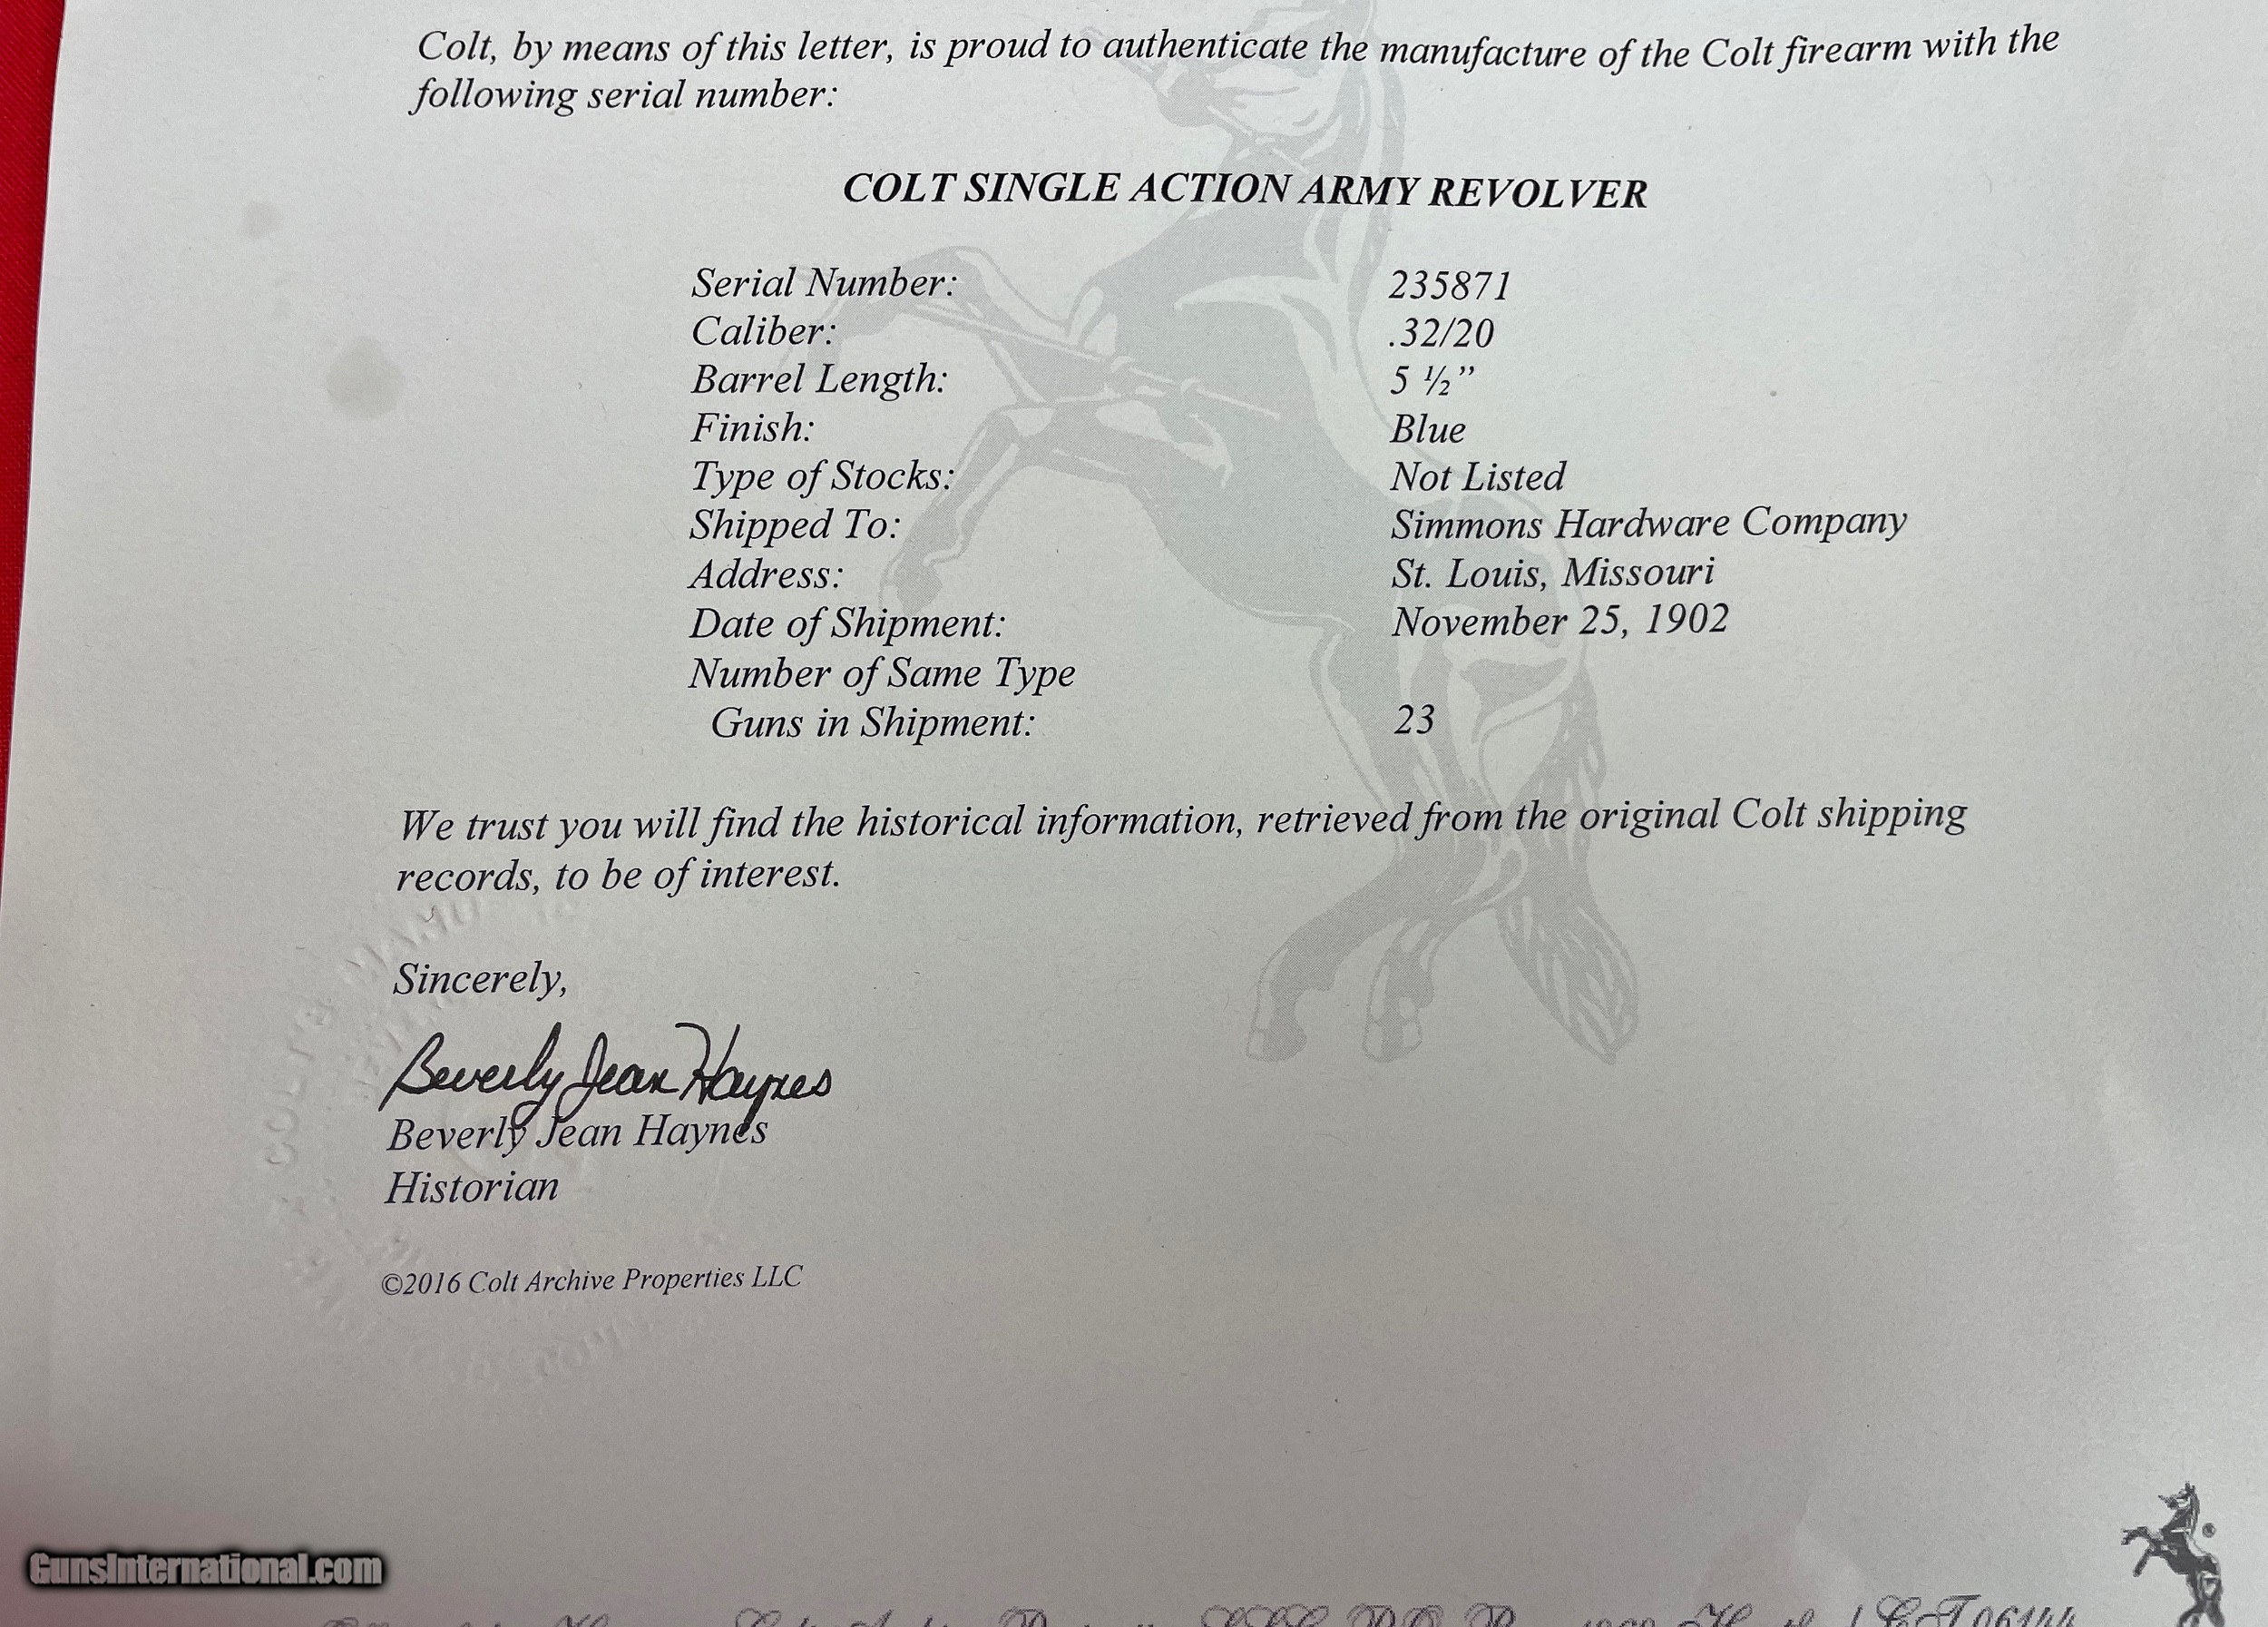 Colt, by means of this letter, is proud to authenticate the manufacture of the Colt firearm with the
following serial number:
COLT SINGLE ACTION ARMY REVOLVER
Serial Number: 235871
Caliber: .32/20
Barrel Length: 5 ½”
Finish: Blue
Type of Stocks: Not Listed
Shipped To: Simmons Hardware Company
Address: St. Louis, Missouri
Date of Shipment: November 25, 1902
Number of Same Type
Guns in Shipment: 23
We trust you will find the historical information, retrieved from the original Colt shipping
records, to be of interest.
Sincerely,
Beverly Jean Haynes
Beverly Jean Haynes
Historian
©2016 Colt Archive Properties LLC
GunsInternational.com